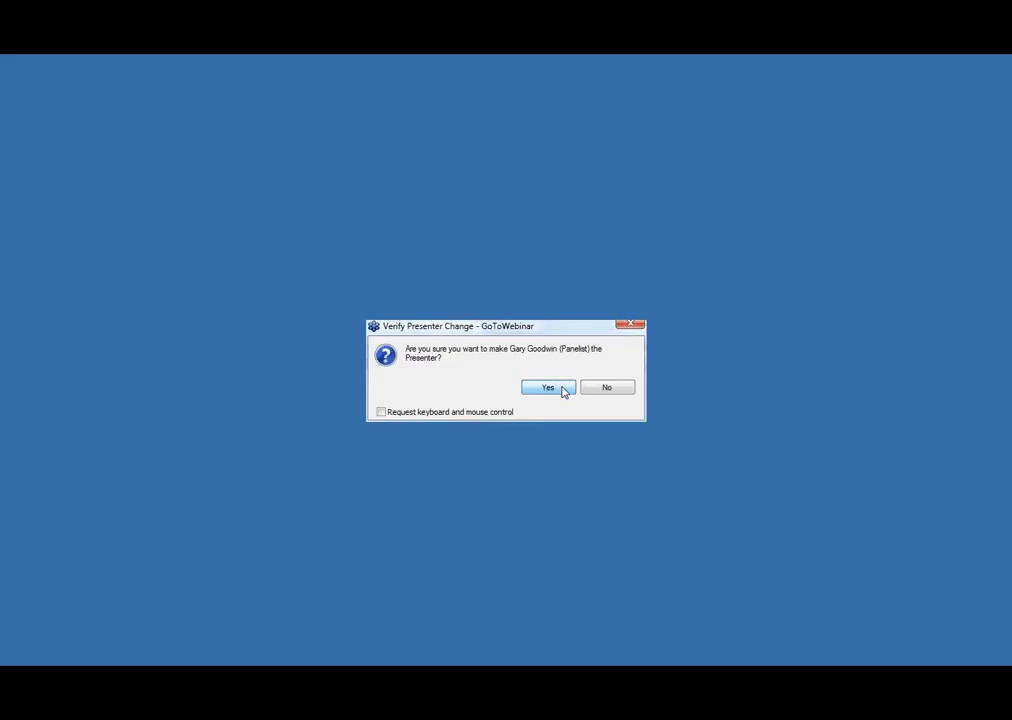 Verify Presenter Change - GoToWebinar
Are you sure you want to make Gary Goodwin (Panelist) the
Presenter?
Yes
No
Request keyboard and mouse control